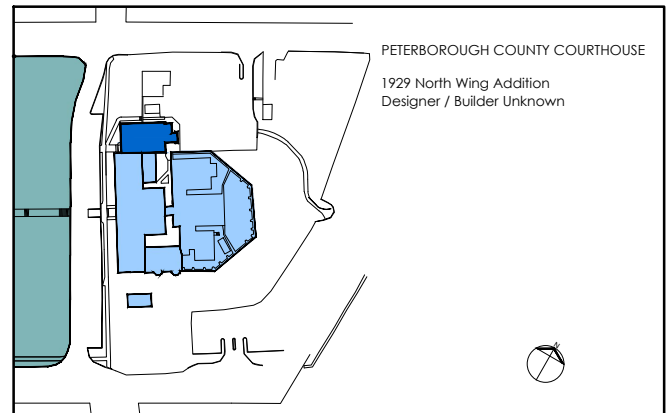 PETERBOROUGH COUNTY COURTHOUSE
1929 North Wing Addition
Designer / Builder Unknown
N